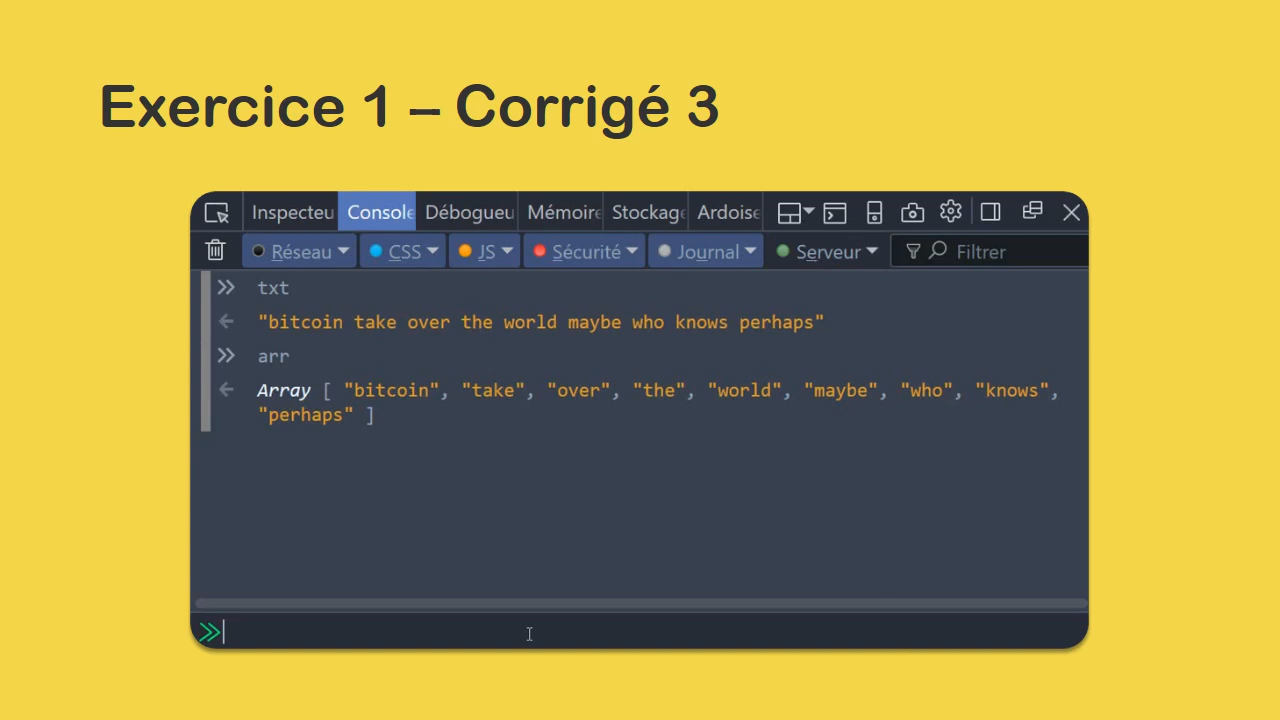 Exercice 1 – Corrigé 3
Inspecteu Console Débogueu Mémoire Stockage Ardoise
Réseau CSS JS Sécurité Journal Serveur Filtrer
txt
"bitcoin take over the world maybe who knows perhaps"
arr
Array [ "bitcoin", "take", "over", "the", "world", "maybe", "who", "knows",
"perhaps" ]